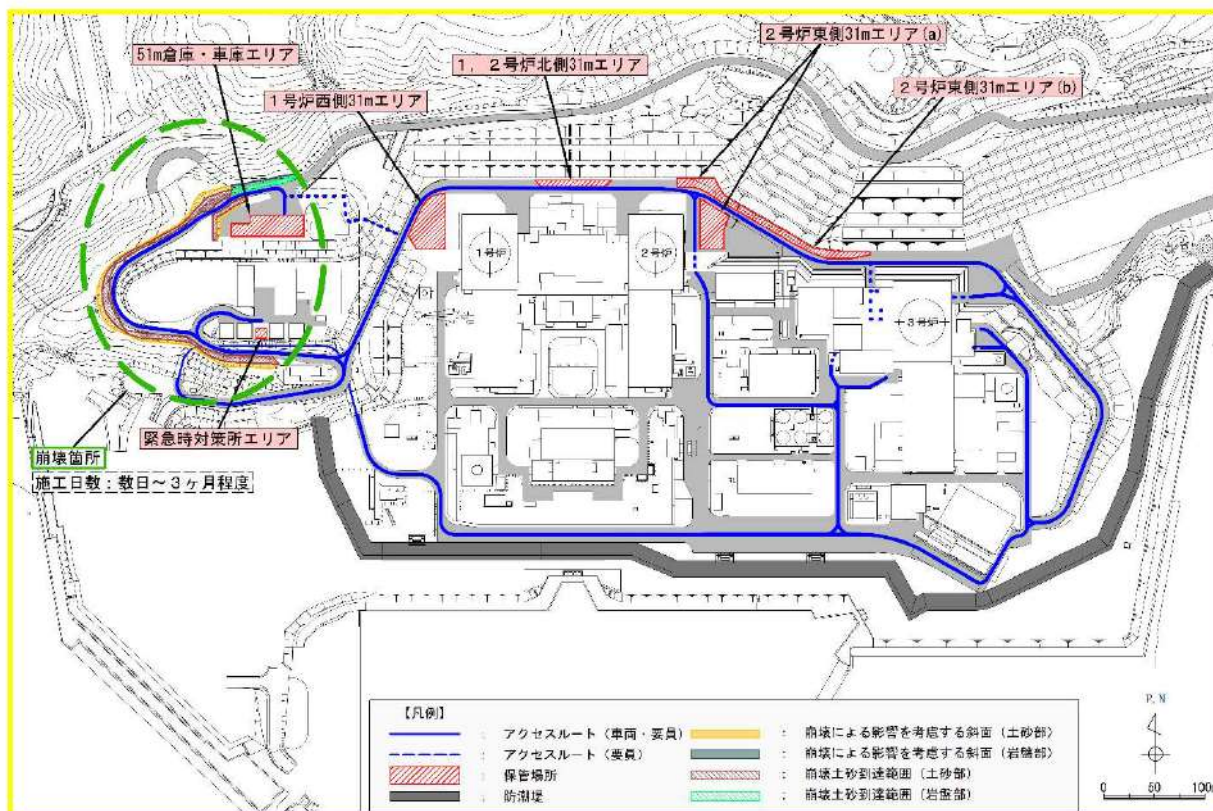 51m倉庫・車庫エリア
1号炉西側31mエリア
1,2号炉北側31mエリア
2号炉東側31mエリア(a)
2号炉東側31mエリア(b)
1号炉
2号炉
3号炉
緊急時対策所エリア
崩壊箇所
施工日数:数日~3ヶ月程度
【凡例】
: アクセスルート(車両・要員)
: アクセスルート(要員)
: 保管場所
: 防潮堤
: 崩壊による影響を考慮する斜面(土砂部)
: 崩壊による影響を考慮する斜面(岩盤部)
: 崩壊土砂到達範囲(土砂部)
: 崩壊土砂到達範囲(岩盤部)
P.N
0 50 100